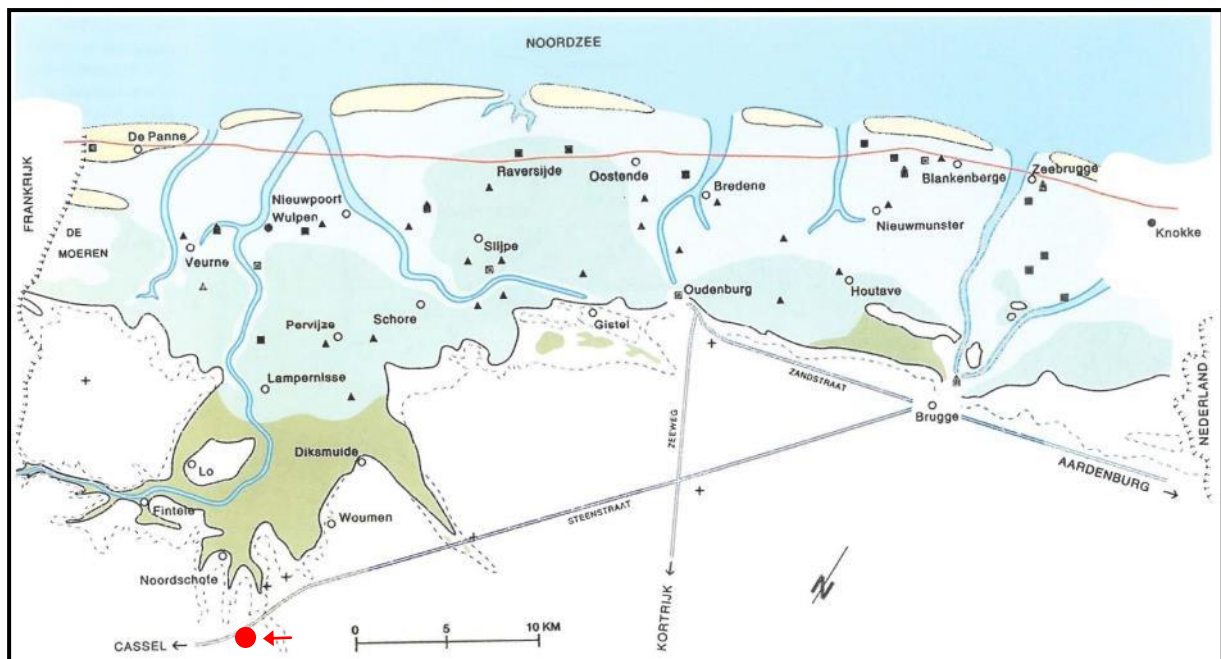 NOORDZEE
De Panne
Raversijde
Oostende
Blankenberge
Zeebrugge
FRANKRIJK
Bredene
Nieuwpoort
Wulpen
Nieuwmunster
Knokke
DE
MOEREN
Veurne
Slijpe
Oudenburg
Houtave
Schore
Gistel
Pervijze
Lampernisse
ZANDSTRAAT
Brugge
NEDERLAND
ZEEWEG
Diksmuide
Lo
AARDENBURG
Fintele
Woumen
STEENSTRAAT
Noordschote
N
KORTRIJK
0 5 10 KM
CASSEL